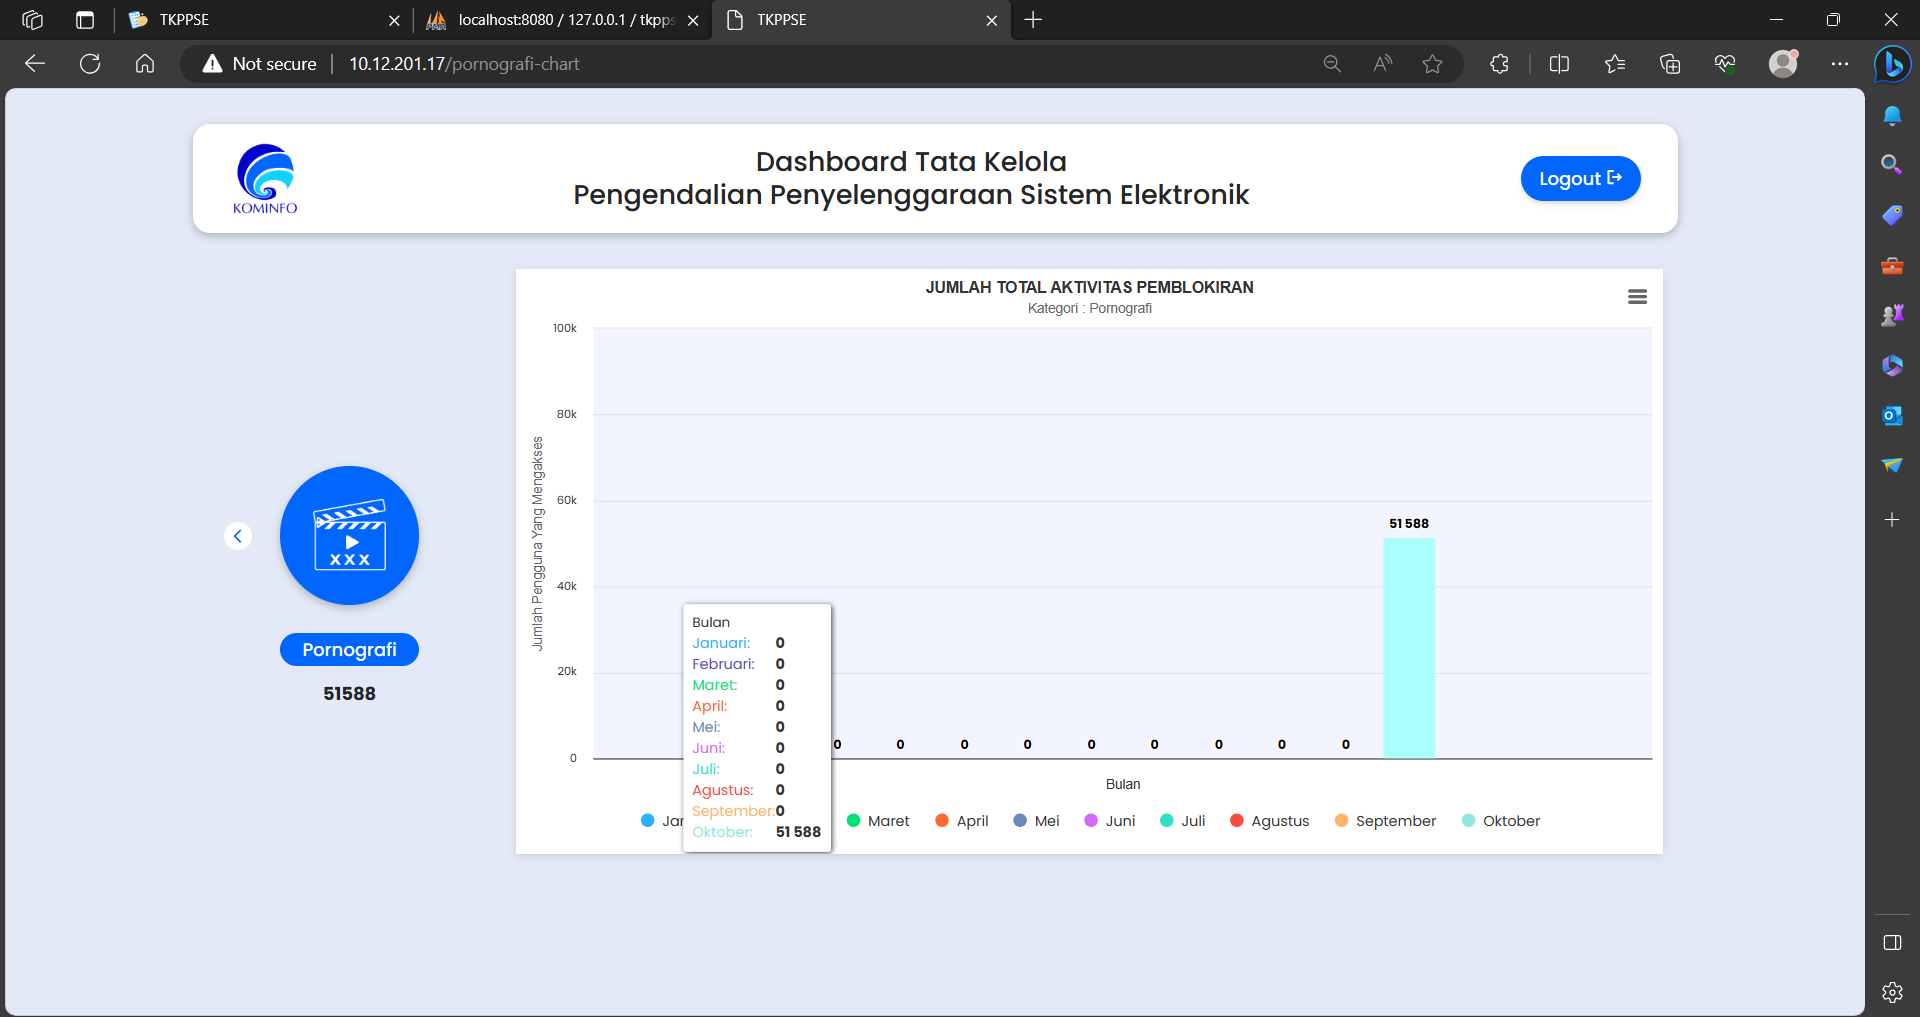 TKPPSE
localhost:8080 / 127.0.0.1 / tkpps
TKPPSE
Not secure
10.12.201.17/pornografi-chart
KOMINFO
Dashboard Tata Kelola
Pengendalian Penyelenggaraan Sistem Elektronik
Logout
XXX
Pornografi
51588
JUMLAH TOTAL AKTIVITAS PEMBLOKIRAN
Kategori : Pornografi
Jumlah Pengguna Yang Mengakses
100k
80k
60k
40k
20k
0
51 588
0 0 0 0 0 0 0 0 0
Bulan
Januari: 0
Februari: 0
Maret: 0
April: 0
Mei: 0
Juni: 0
Juli: 0
Agustus: 0
September: 0
Oktober: 51 588
Bulan
Jar Maret April Mei Juni Juli Agustus September Oktober